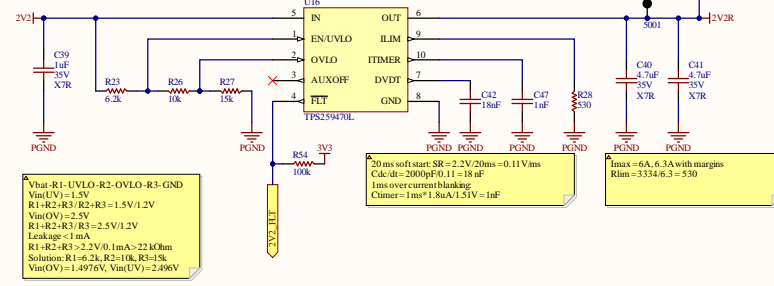 U16
2V2
IN
OUT
5
6
5001
2V2R
EN/UVLO
ILIM
1
9
OVLO
ITIMER
2
10
AUXOFF
DVDT
3
7
FLT
GND
4
8
TPS259470L
C39
1uF
35V
X7R
R23
6.2k
R26
10k
R27
15k
C42
18nF
C47
1nF
R28
530
C40
4.7uF
35V
X7R
C41
4.7uF
35V
X7R
PGND
PGND
PGND
PGND
PGND
PGND
PGND
PGND
R54
100k
3V3
2V2_FLT
Vbat-R1-UVLO-R2-OVLO-R3-GND
Vin(UV)=1.5V
R1+R2+R3/R2+R3=1.5V/1.2V
Vin(OV)=2.5V
R1+R2+R3/R3=2.5V/1.2V
Leakage<1mA
R1+R2+R3>2.2V/0.1mA>22kOhm
Solution: R1=6.2k, R2=10k, R3=15k
Vin(OV)=1.4976V, Vin(UV)=2.496V
20 ms soft start: SR=2.2V/20ms=0.11V/ms
Cdc/dt=2000pF/0.11=18 nF
1ms over current blanking:
Ctimer=1ms*1.8uA/1.51V=1nF
Imax=6A, 6.3A with margins
Rlim=3334/6.3=530